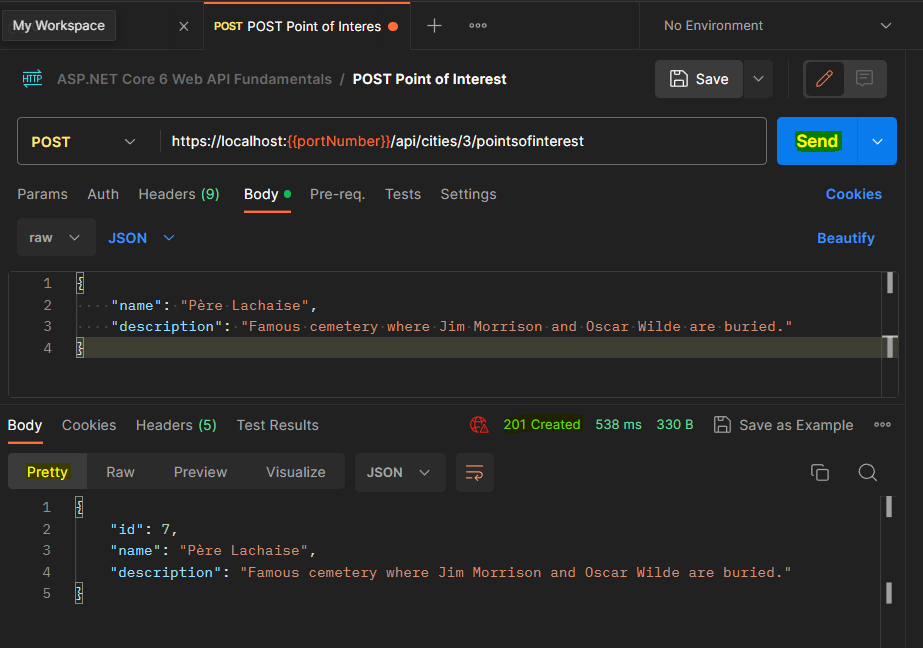 My Workspace
POST POST Point of Interes
No Environment
HTTP ASP.NET Core 6 Web API Fundamentals / POST Point of Interest
Save
POST https://localhost:{{portNumber}}/api/cities/3/pointsofinterest Send
Params Auth Headers (9) Body Pre-req. Tests Settings Cookies
raw JSON Beautify
1 {
2 "name": "Père Lachaise",
3 "description": "Famous cemetery where Jim Morrison and Oscar Wilde are buried."
4 }
Body Cookies Headers (5) Test Results 201 Created 538 ms 330 B Save as Example
Pretty Raw Preview Visualize JSON
1 {
2 "id": 7,
3 "name": "Père Lachaise",
4 "description": "Famous cemetery where Jim Morrison and Oscar Wilde are buried."
5 }